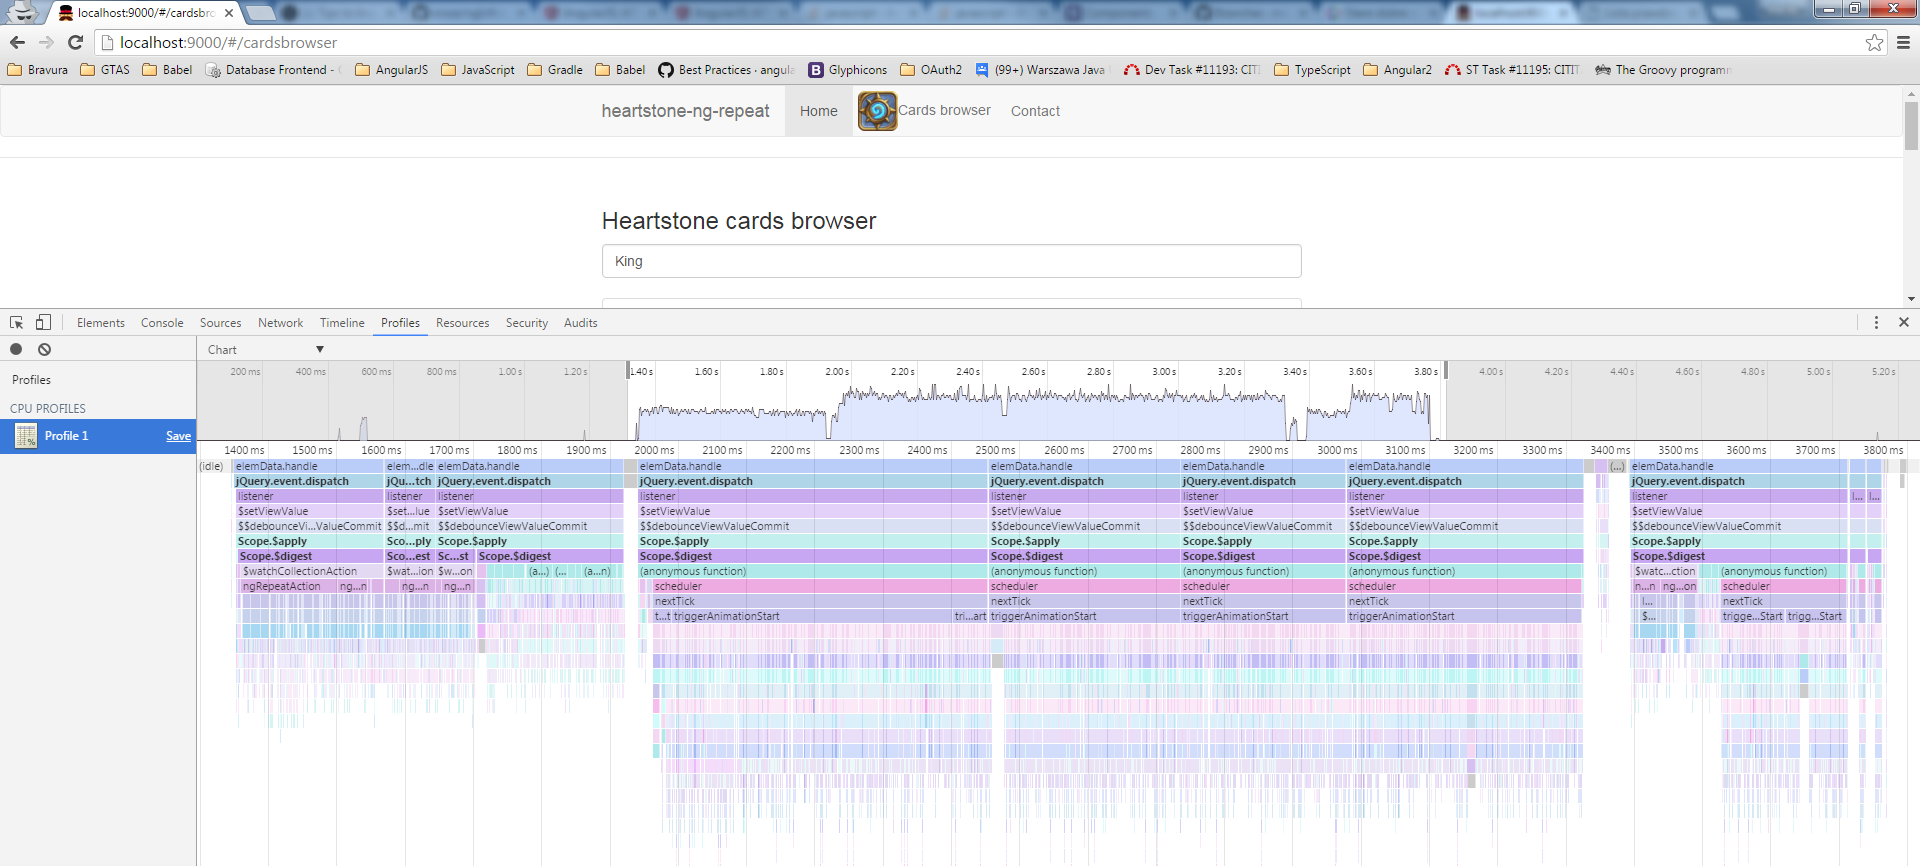 localhost:9000/#/cardsbro
localhost:9000/#/cardsbrowser
Bravura GTAS Babel Database Frontend - AngularJS JavaScript Gradle Babel Best Practices · angula Glyphicons OAuth2 (99+) Warszawa Java Dev Task #11193: CITI TypeScript Angular2 ST Task #11195: CITI The Groovy programm
heartstone-ng-repeat Home Cards browser Contact
Heartstone cards browser
King
Elements Console Sources Network Timeline Profiles Resources Security Audits
Chart ▼
Profiles
CPU PROFILES
Profile 1 Save
200 ms 400 ms 600 ms 800 ms 1.00 s 1.20 s 1.40 s 1.60 s 1.80 s 2.00 s 2.20 s 2.40 s 2.60 s 2.80 s 3.00 s 3.20 s 3.40 s 3.60 s 3.80 s 4.00 s 4.20 s 4.40 s 4.60 s 4.80 s 5.00 s 5.20 s
1400 ms 1500 ms 1600 ms 1700 ms 1800 ms 1900 ms 2000 ms 2100 ms 2200 ms 2300 ms 2400 ms 2500 ms 2600 ms 2700 ms 2800 ms 2900 ms 3000 ms 3100 ms 3200 ms 3300 ms 3400 ms 3500 ms 3600 ms 3700 ms 3800 ms
(idle) elemData.handle elem...dle elemData.handle elemData.handle elemData.handle elemData.handle elemData.handle (...) elemData.handle
jQuery.event.dispatch jQu...tch jQuery.event.dispatch jQuery.event.dispatch jQuery.event.dispatch jQuery.event.dispatch jQuery.event.dispatch jQuery.event.dispatch
listener listener listener listener listener listener listener listener l... l...
$setViewValue $set...lue $setViewValue $setViewValue $setViewValue $setViewValue $setViewValue $setViewValue
$$debounceVi...ValueCommit $$d...mit $$debounceViewValueCommit $$debounceViewValueCommit $$debounceViewValueCommit $$debounceViewValueCommit $$debounceViewValueCommit $$debounceViewValueCommit
Scope.$apply Sco...ply Scope.$apply Scope.$apply Scope.$apply Scope.$apply Scope.$apply Scope.$apply
Scope.$digest Sco...est Sc...st Scope.$digest Scope.$digest Scope.$digest Scope.$digest Scope.$digest Scope.$digest
$watchCollectionAction $wat...ion $w...on (a...) (... (a...n) (anonymous function) (anonymous function) (anonymous function) (anonymous function) $watc...ction (anonymous function)
ngRepeatAction ng...n ng...n ng...n scheduler scheduler scheduler scheduler n...n ng...on scheduler
nextTick nextTick nextTick nextTick l... nextTick
t...t triggerAnimationStart tri...art triggerAnimationStart triggerAnimationStart triggerAnimationStart $... trigge...Start trigg...Start